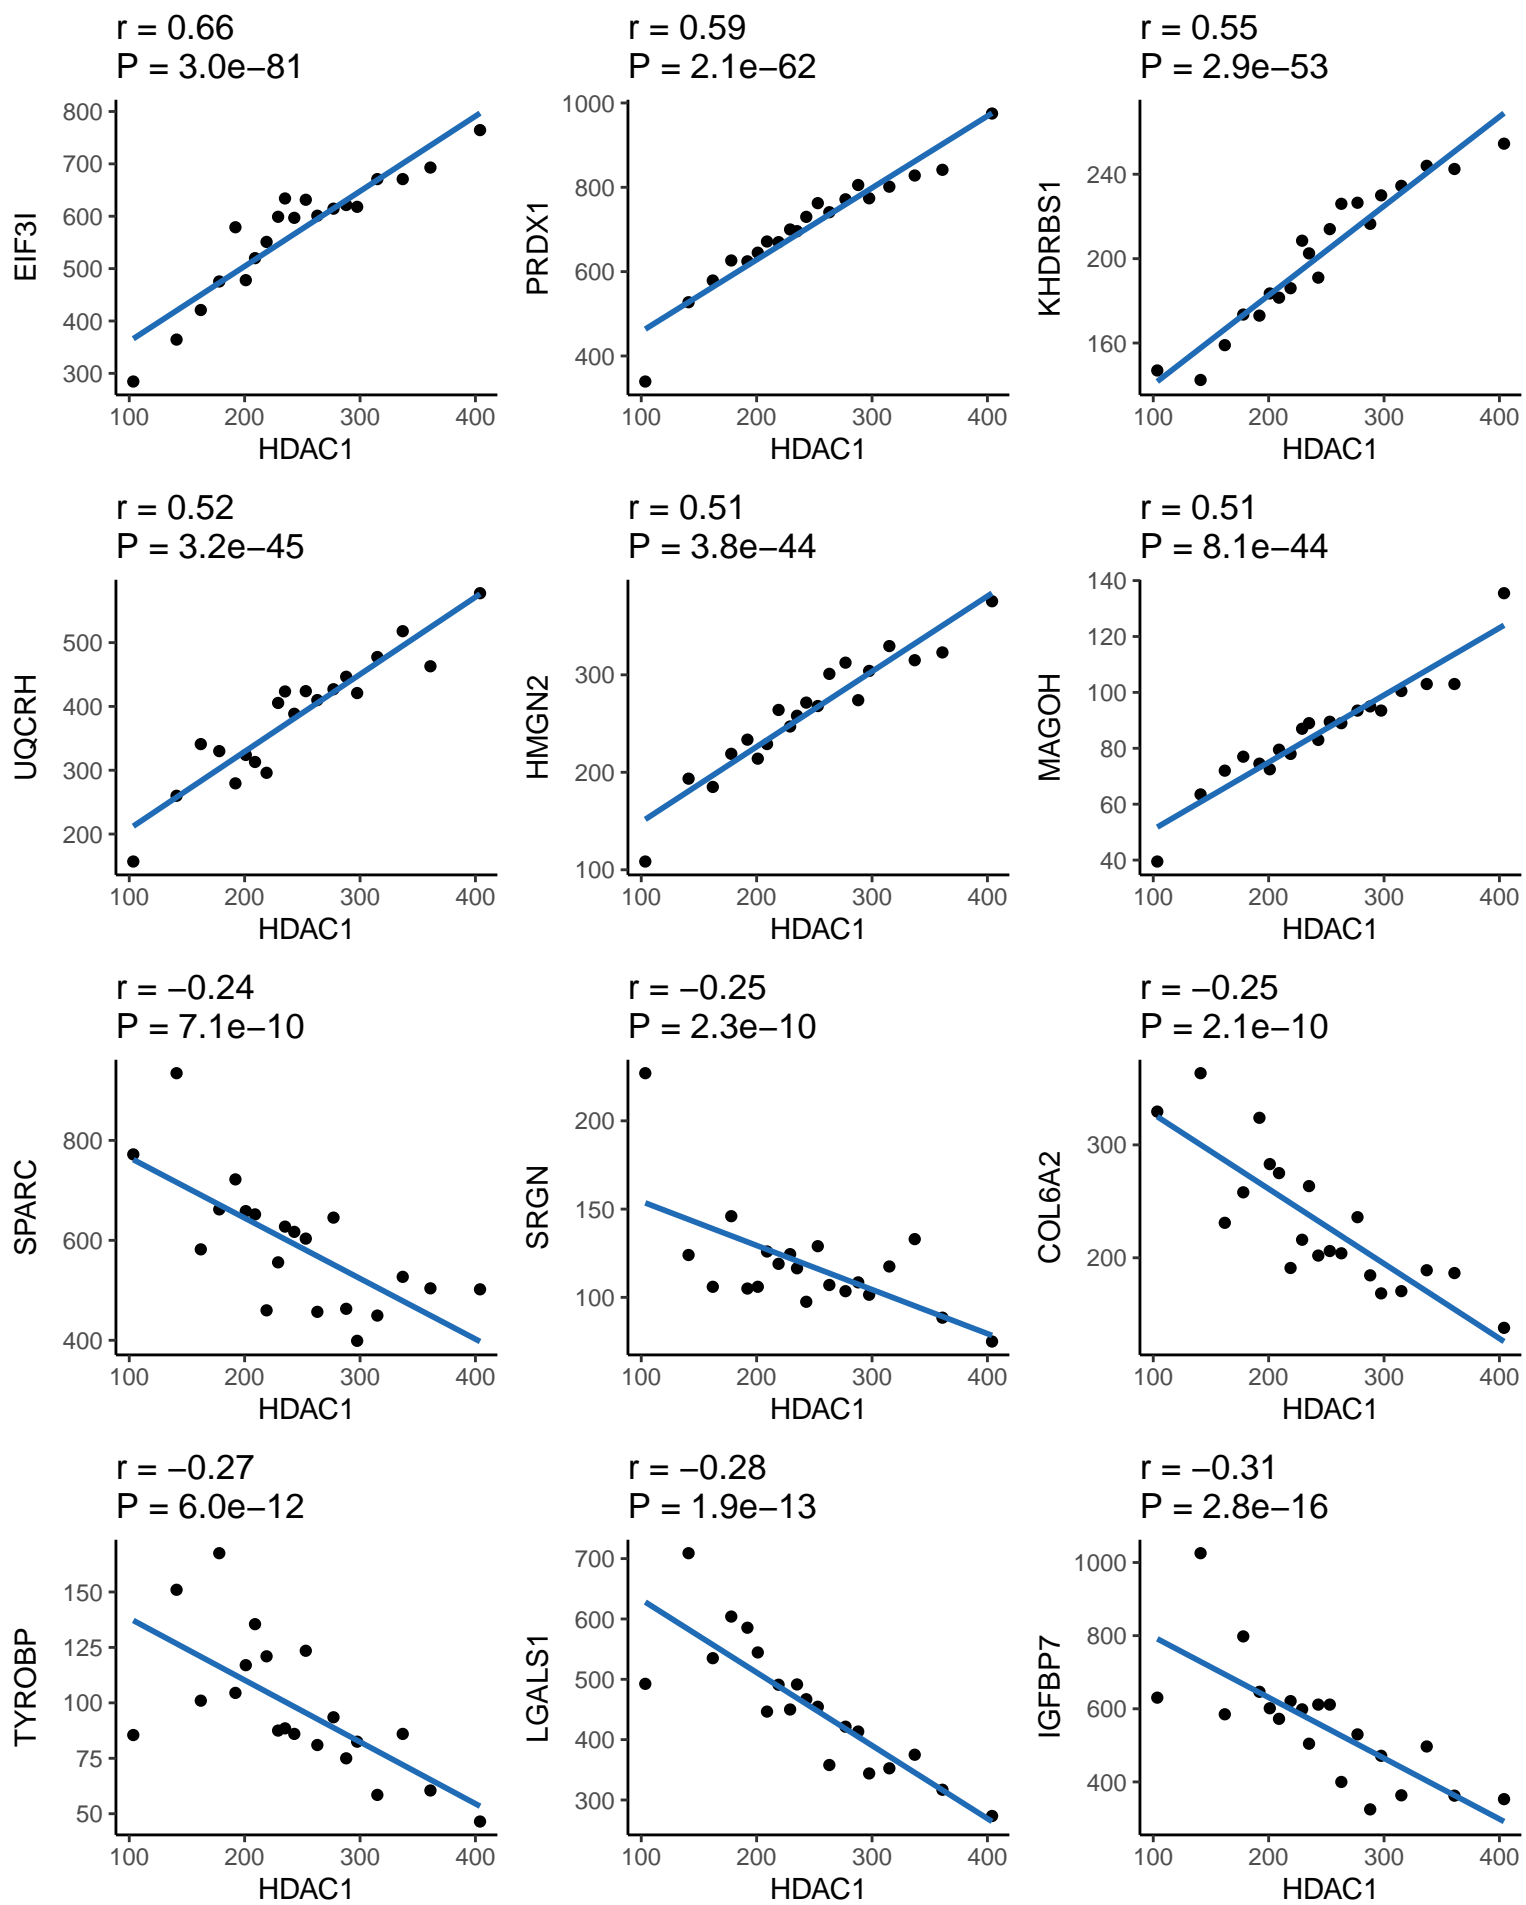 r = 0.66
P = 3.0e−81
EIF3I
800
700
600
500
400
300
100 200 300 400
HDAC1
r = 0.59
P = 2.1e−62
PRDX1
1000
800
600
400
100 200 300 400
HDAC1
r = 0.55
P = 2.9e−53
KHDRBS1
240
200
160
100 200 300 400
HDAC1
r = 0.52
P = 3.2e−45
UQCRH
500
400
300
200
100 200 300 400
HDAC1
r = 0.51
P = 3.8e−44
HMGN2
300
200
100
100 200 300 400
HDAC1
r = 0.51
P = 8.1e−44
MAGOH
140
120
100
80
60
40
100 200 300 400
HDAC1
r = −0.24
P = 7.1e−10
SPARC
800
600
400
100 200 300 400
HDAC1
r = −0.25
P = 2.3e−10
SRGN
200
150
100
100 200 300 400
HDAC1
r = −0.25
P = 2.1e−10
COL6A2
300
200
100 200 300 400
HDAC1
r = −0.27
P = 6.0e−12
TYROBP
150
125
100
75
50
100 200 300 400
HDAC1
r = −0.28
P = 1.9e−13
LGALS1
700
600
500
400
300
100 200 300 400
HDAC1
r = −0.31
P = 2.8e−16
IGFBP7
1000
800
600
400
100 200 300 400
HDAC1